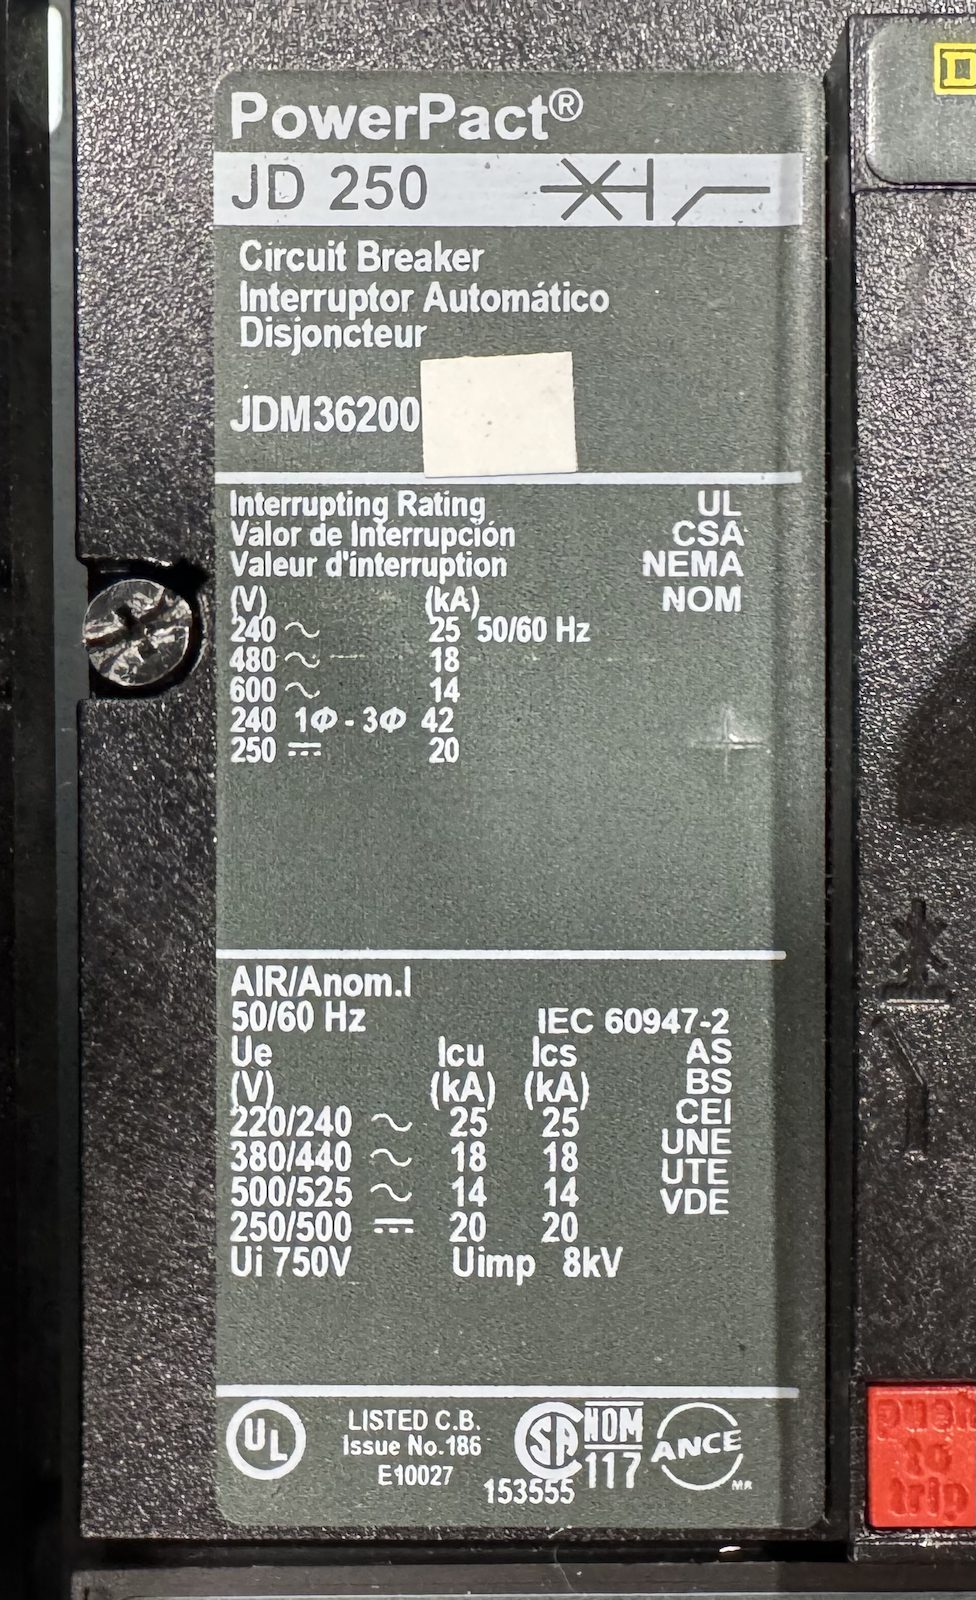 PowerPact®
JD 250
Circuit Breaker
Interruptor Automático
Disjoncteur
JDM36200
Interrupting Rating UL
Valor de Interrupción CSA
Valeur d'interruption NEMA
(V) (kA) NOM
240 ~ 25 50/60 Hz
480 ~ 18
600 ~ 14
240 1Φ - 3Φ 42
250 ⎓ 20
AIR/Anom.I
50/60 Hz IEC 60947-2
Ue Icu Ics AS
(V) (kA) (kA) BS
220/240 ~ 25 25 CEI
380/440 ~ 18 18 UNE
500/525 ~ 14 14 UTE
250/500 ⎓ 20 20 VDE
Ui 750V Uimp 8kV
UL LISTED C.B. SA NOM ANCE
Issue No.186 117 MR
E10027 153555
push
to
trip